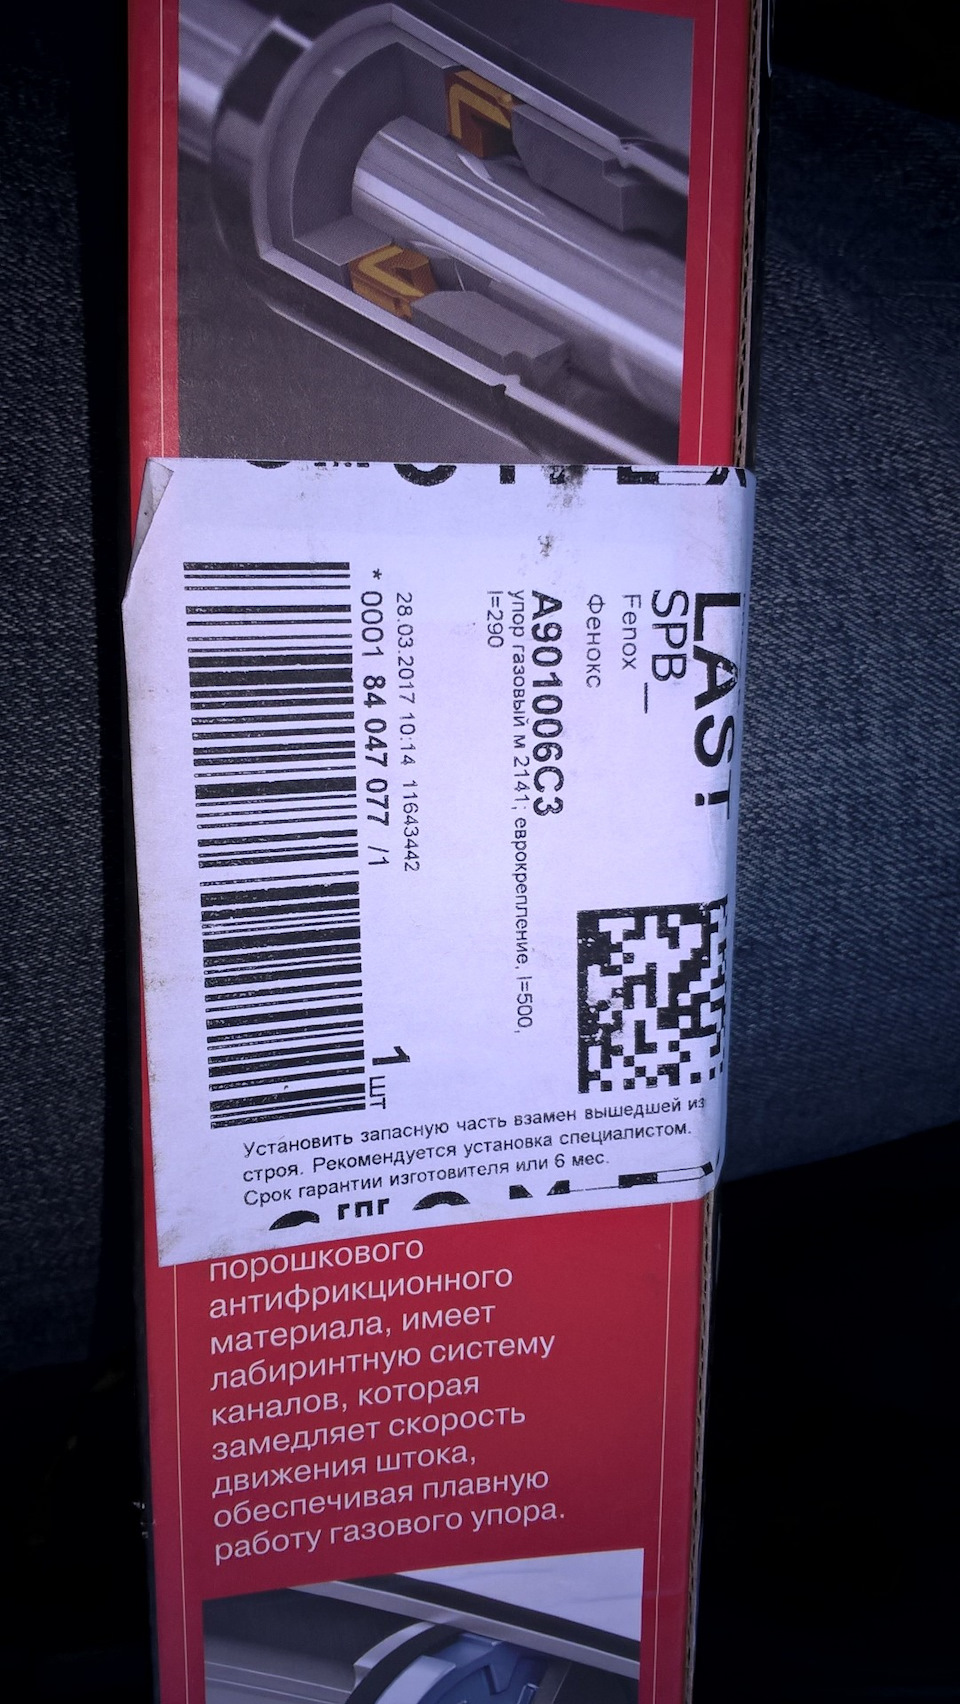 LAST
SPB_
Fenox
Фенокс
A901006C3
упор газовый м 2141; еврокрепление, l=500,
l=290
28.03.2017 10:14 11643442
* 0001 84 047 077 /1
1 шт
Установить запасную часть взамен вышедшей из
строя. Рекомендуется установка специалистом.
Срок гарантии изготовителя или 6 мес.
порошкового
антифрикционного
материала, имеет
лабиринтную систему
каналов, которая
замедляет скорость
движения штока,
обеспечивая плавную
работу газового упора.